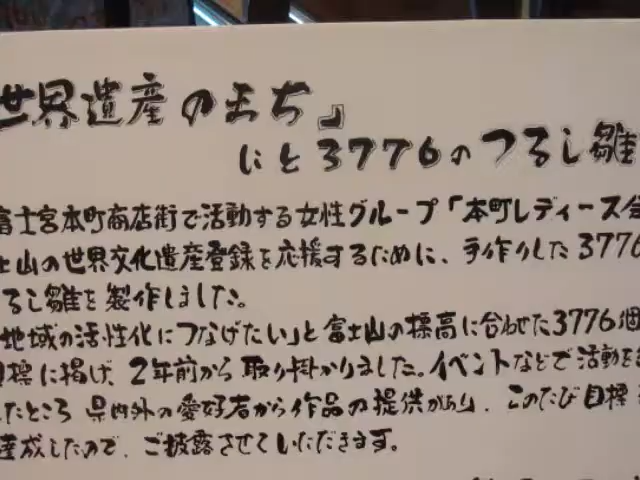 世界遺産のまち』
にと3776のつるし雛
富士宮本町商店街で活動する女性グループ「本町レディース会
士山の世界文化遺産登録を応援するために、手作りした3776
るし雛を製作しました。
地域の活性化につなげたい」と富士山の標高に合わせた3776個
目標に掲げ、2年前から取り掛かりました。イベントなどで活動を
したところ県内外の愛好者から作品の提供があり、このたび目標
達成したので、ご披露させていただきます。